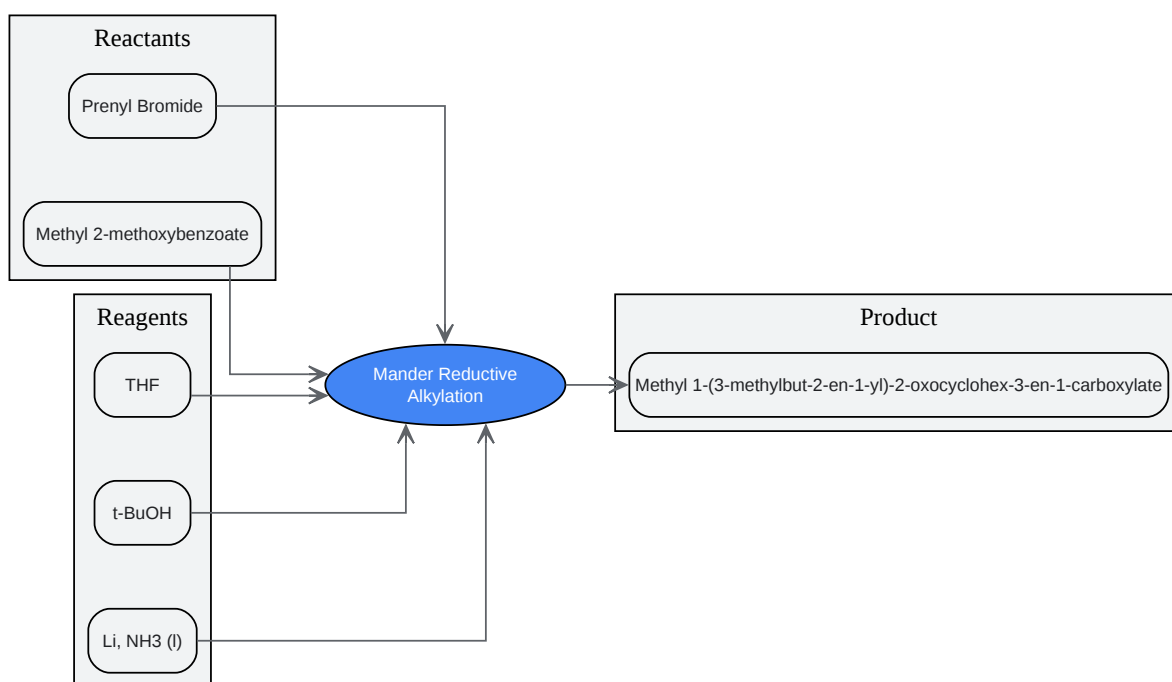 Reactants
Prenyl Bromide
Methyl 2-methoxybenzoate
Reagents
THF
t-BuOH
Li, NH3 (l)
Mander Reductive
Alkylation
Product
Methyl 1-(3-methylbut-2-en-1-yl)-2-oxocyclohex-3-en-1-carboxylate